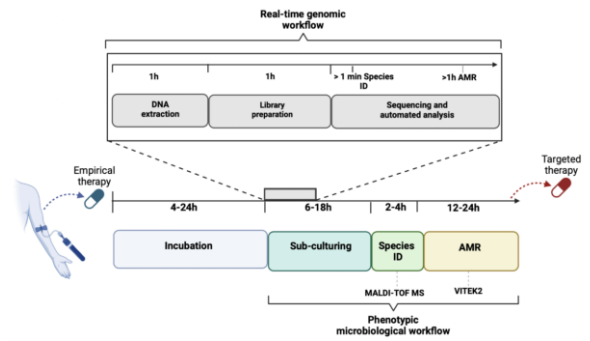 Real-time genomic
workflow
1h
1h
> 1 min Species
ID
>1h AMR
DNA
extraction
Library
preparation
Sequencing and
automated analysis
Empirical
therapy
Targeted
therapy
4-24h
6-18h
2-4h
12-24h
Incubation
Sub-culturing
Species
ID
AMR
MALDI-TOF MS
VITEK2
Phenotypic
microbiological workflow